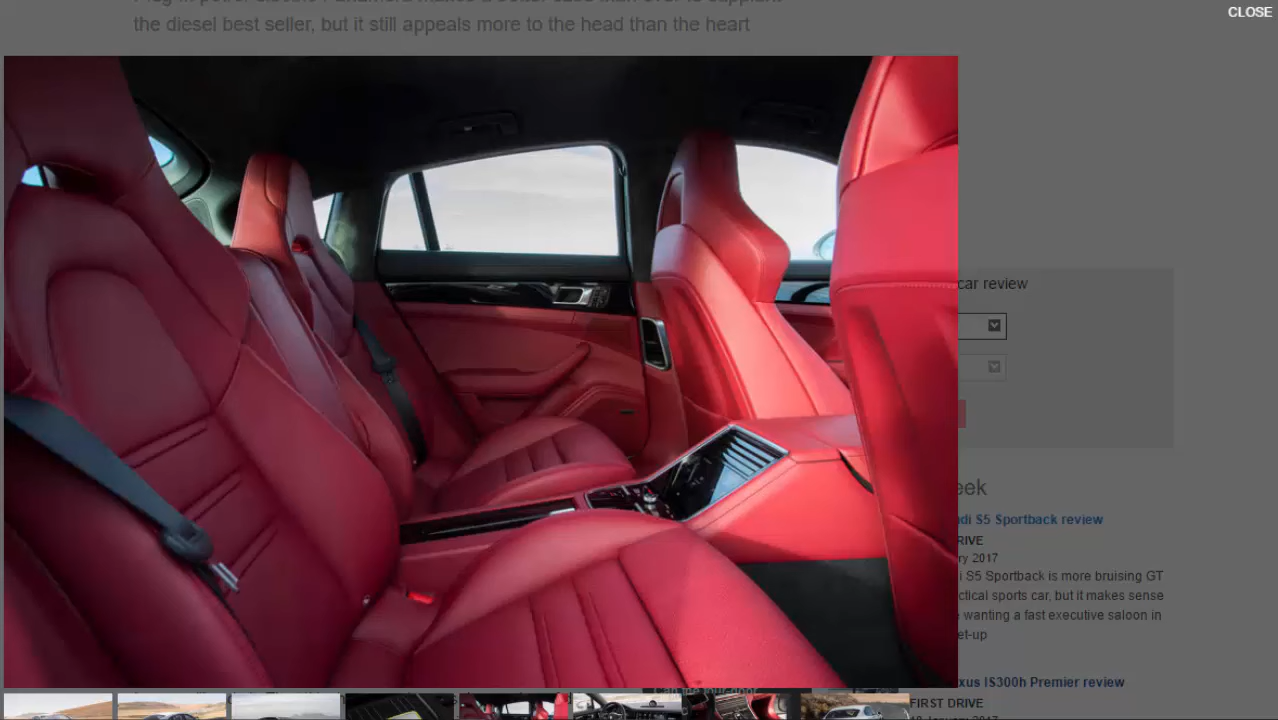 the diesel best seller, but it still appeals more to the head than the heart
CLOSE
car review
eek
di S5 Sportback review
RIVE
ry 2017
i S5 Sportback is more bruising GT
ctical sports car, but it makes sense
wanting a fast executive saloon in
et-up
xus IS300h Premier review
FIRST DRIVE